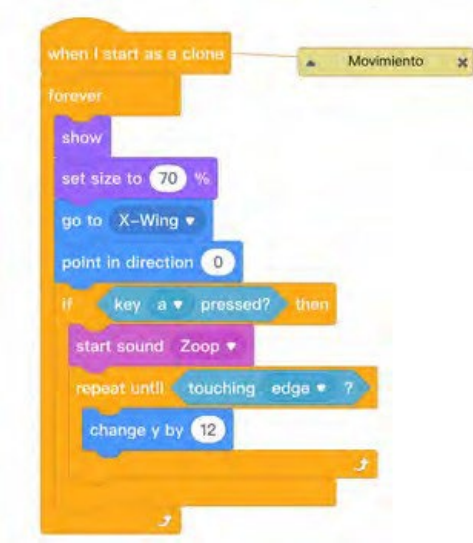 when I start as a clone
Movimiento
forever
show
set size to 70 %
go to X-Wing
point in direction 0
if key a pressed? then
start sound Zoop
repeat until touching edge ?
change y by 12